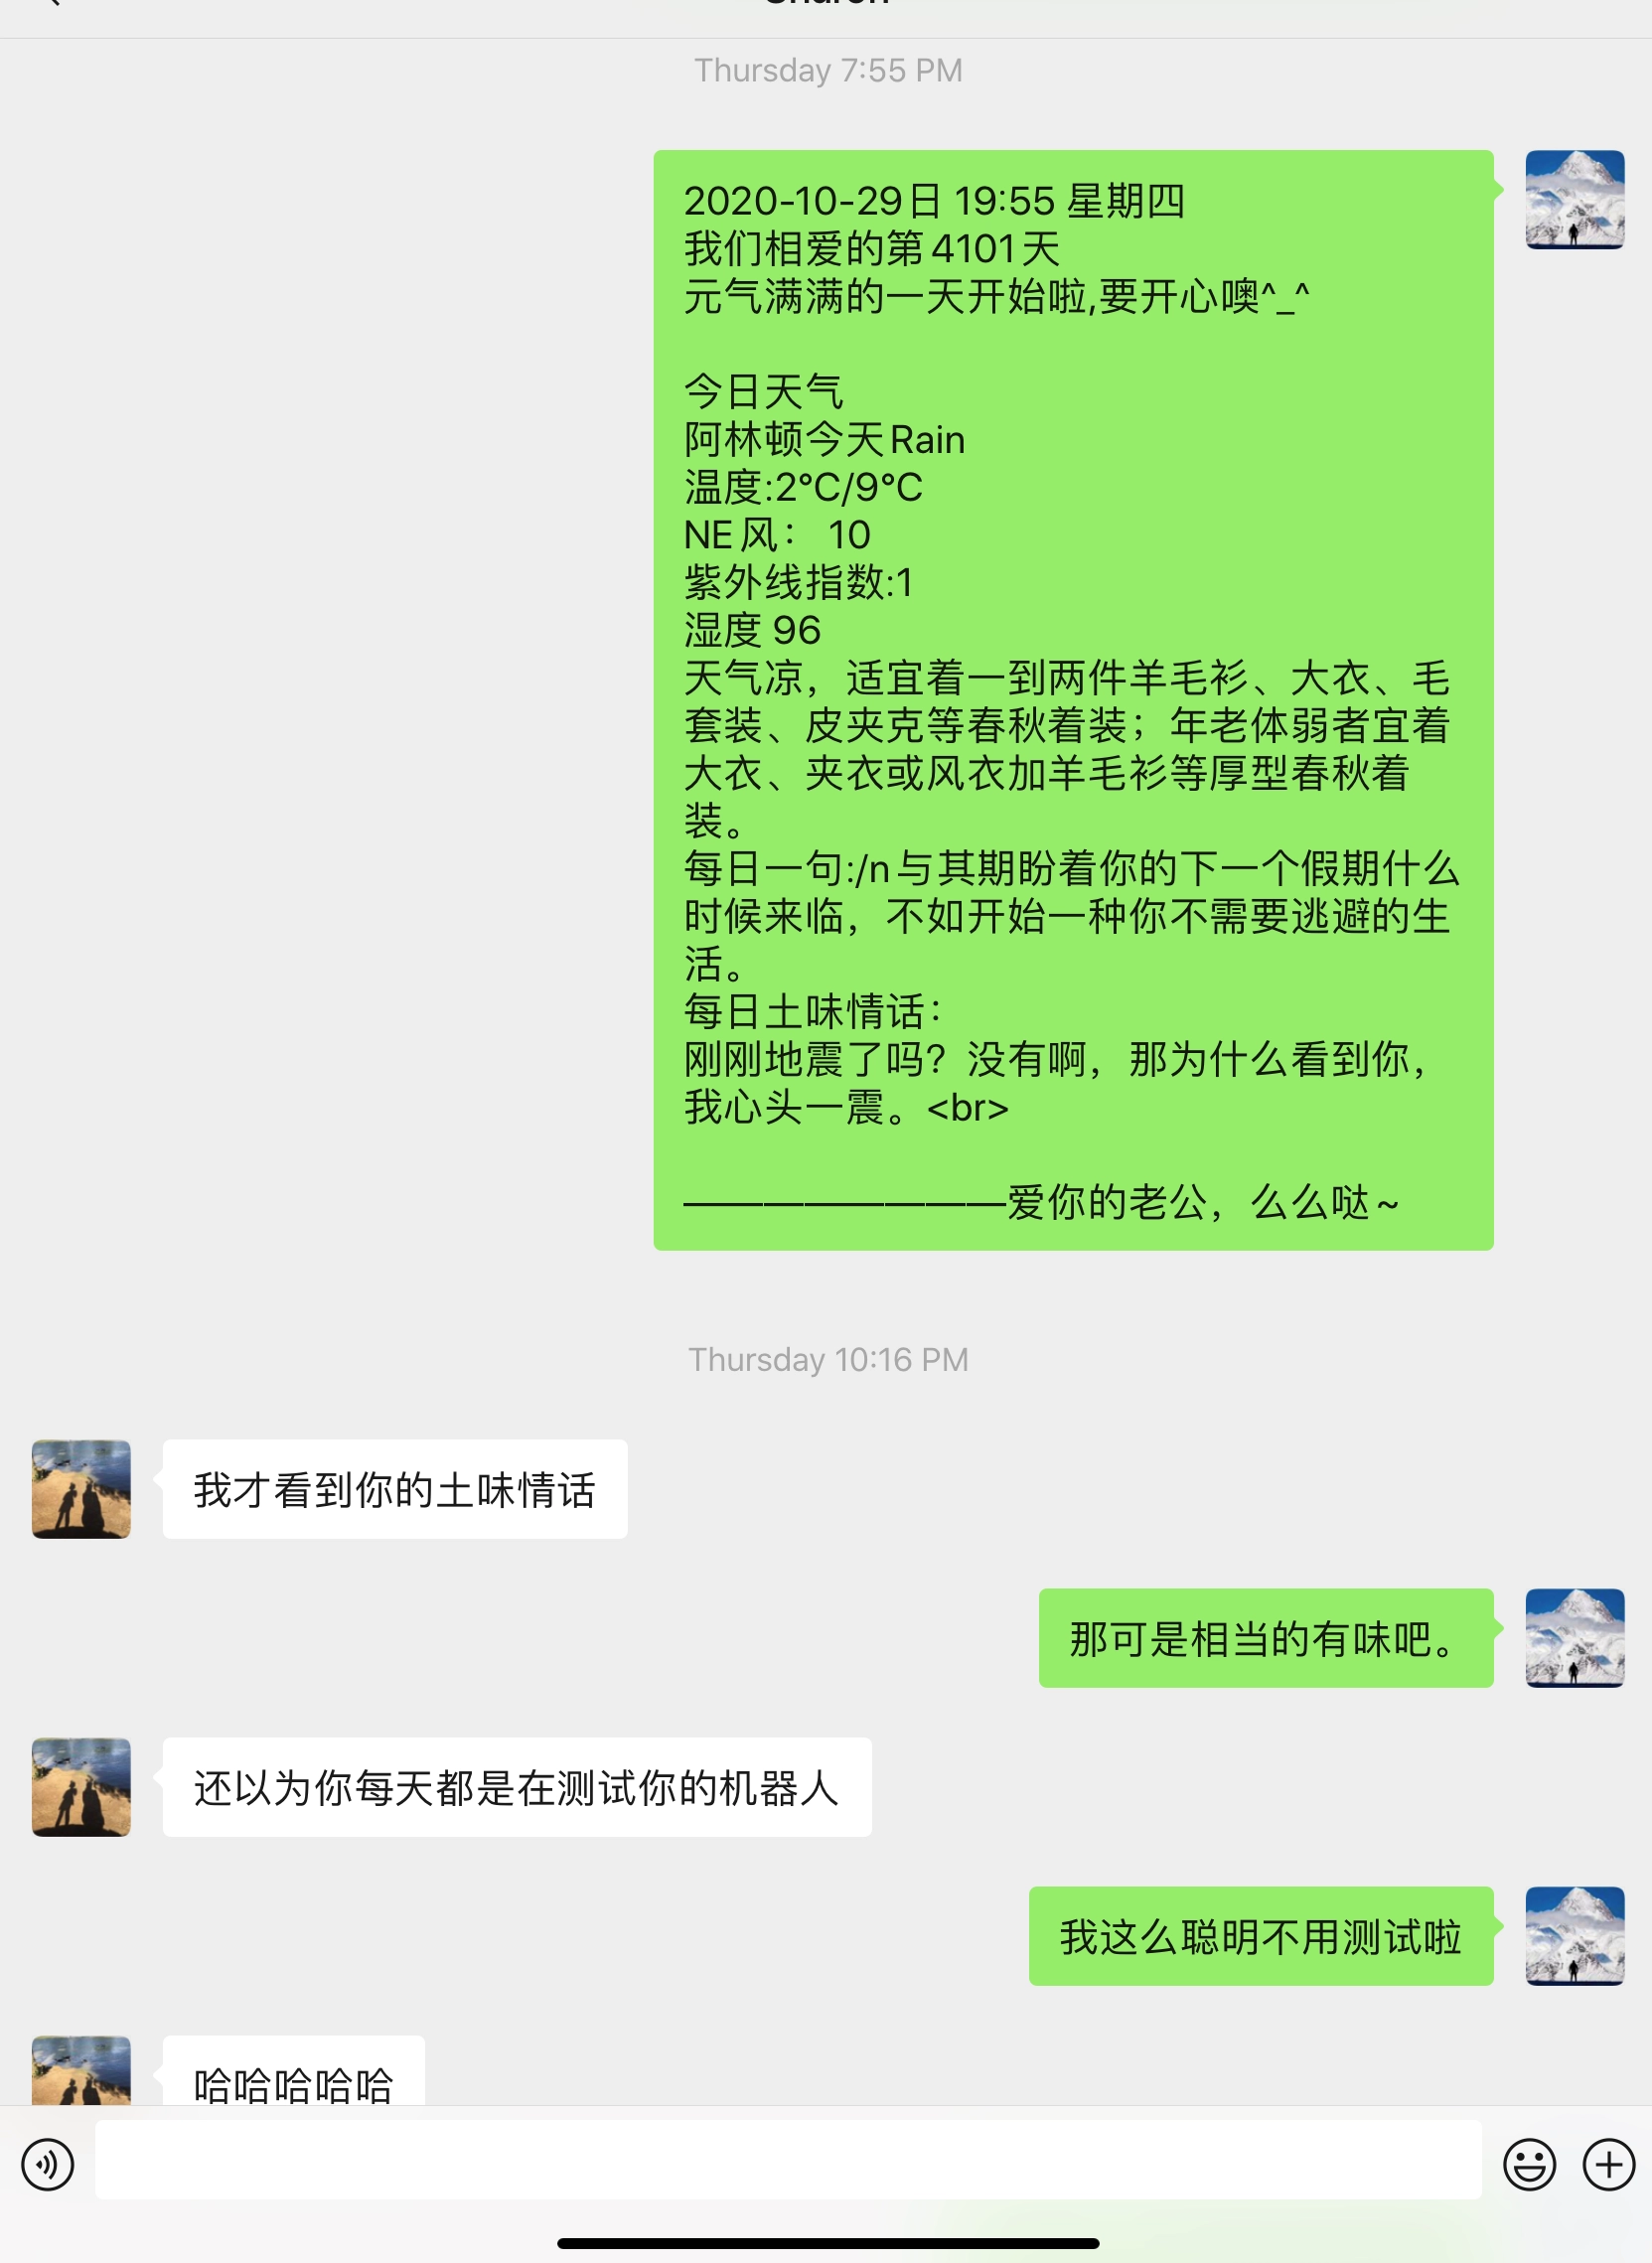 Thursday 7:55 PM
2020-10-29日 19:55 星期四
我们相爱的第4101天
元气满满的一天开始啦,要开心噢^_^
今日天气
阿林顿今天Rain
温度:2°C/9°C
NE风： 10
紫外线指数:1
湿度 96
天气凉，适宜着一到两件羊毛衫、大衣、毛
套装、皮夹克等春秋着装；年老体弱者宜着
大衣、夹衣或风衣加羊毛衫等厚型春秋着
装。
每日一句:/n与其期盼着你的下一个假期什么
时候来临，不如开始一种你不需要逃避的生
活。
每日土味情话：
刚刚地震了吗？没有啊，那为什么看到你，
我心头一震。<br>
————————爱你的老公，么么哒~
Thursday 10:16 PM
我才看到你的土味情话
那可是相当的有味吧。
还以为你每天都是在测试你的机器人
我这么聪明不用测试啦
哈哈哈哈哈